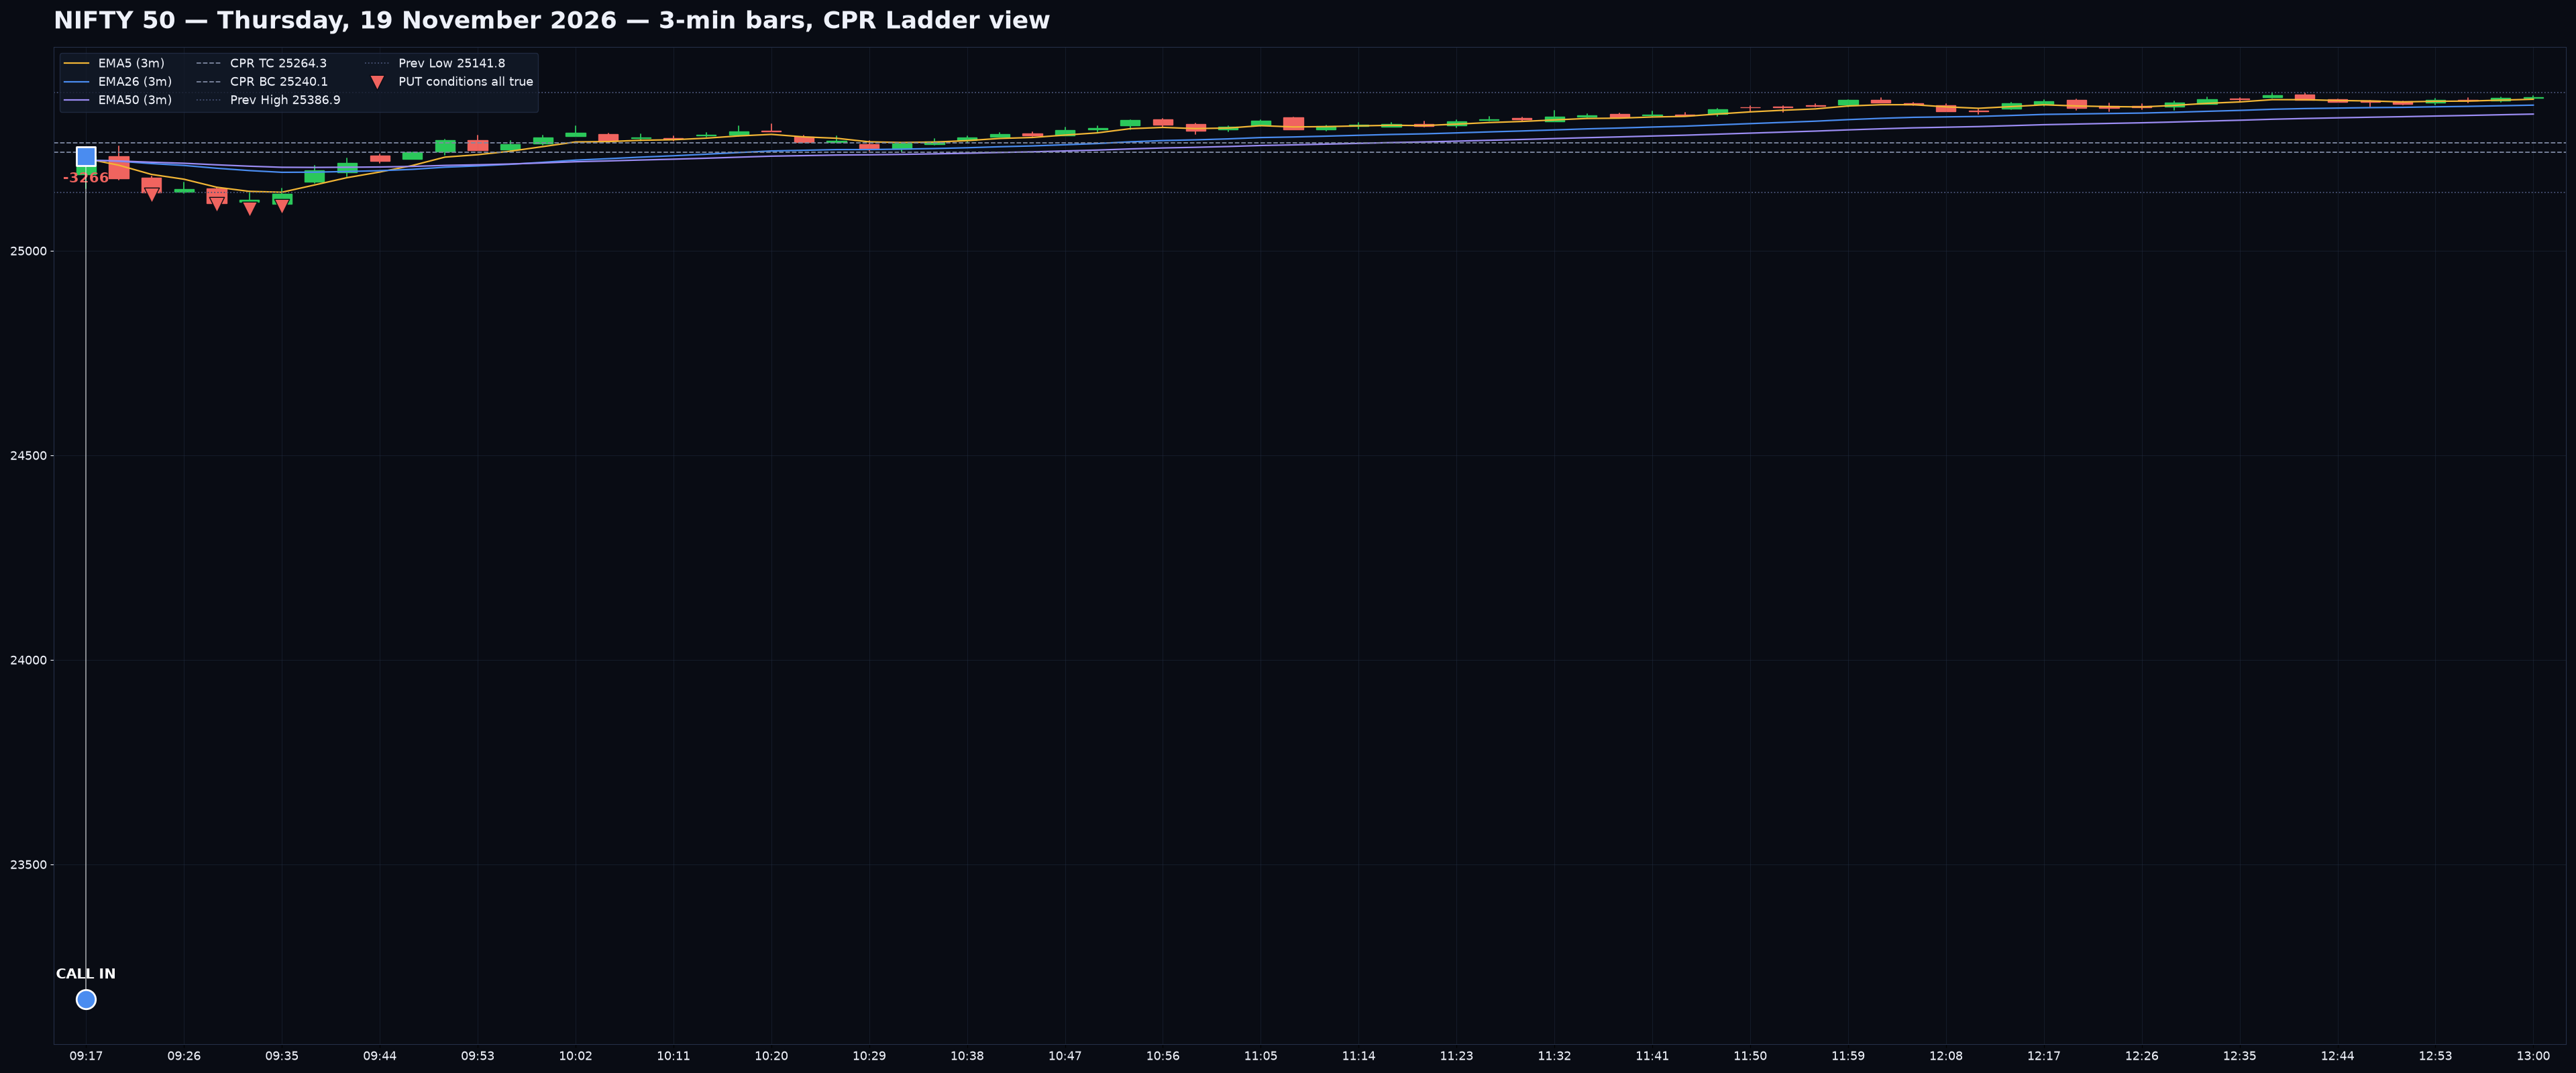 NIFTY 50 — Thursday, 19 November 2026 — 3-min bars, CPR Ladder view
EMA5 (3m)
EMA26 (3m)
EMA50 (3m)
CPR TC 25264.3
CPR BC 25240.1
Prev High 25386.9
Prev Low 25141.8
PUT conditions all true
-3266
25000
24500
24000
23500
CALL IN
09:17 09:26 09:35 09:44 09:53 10:02 10:11 10:20 10:29 10:38 10:47 10:56 11:05 11:14 11:23 11:32 11:41 11:50 11:59 12:08 12:17 12:26 12:35 12:44 12:53 13:00